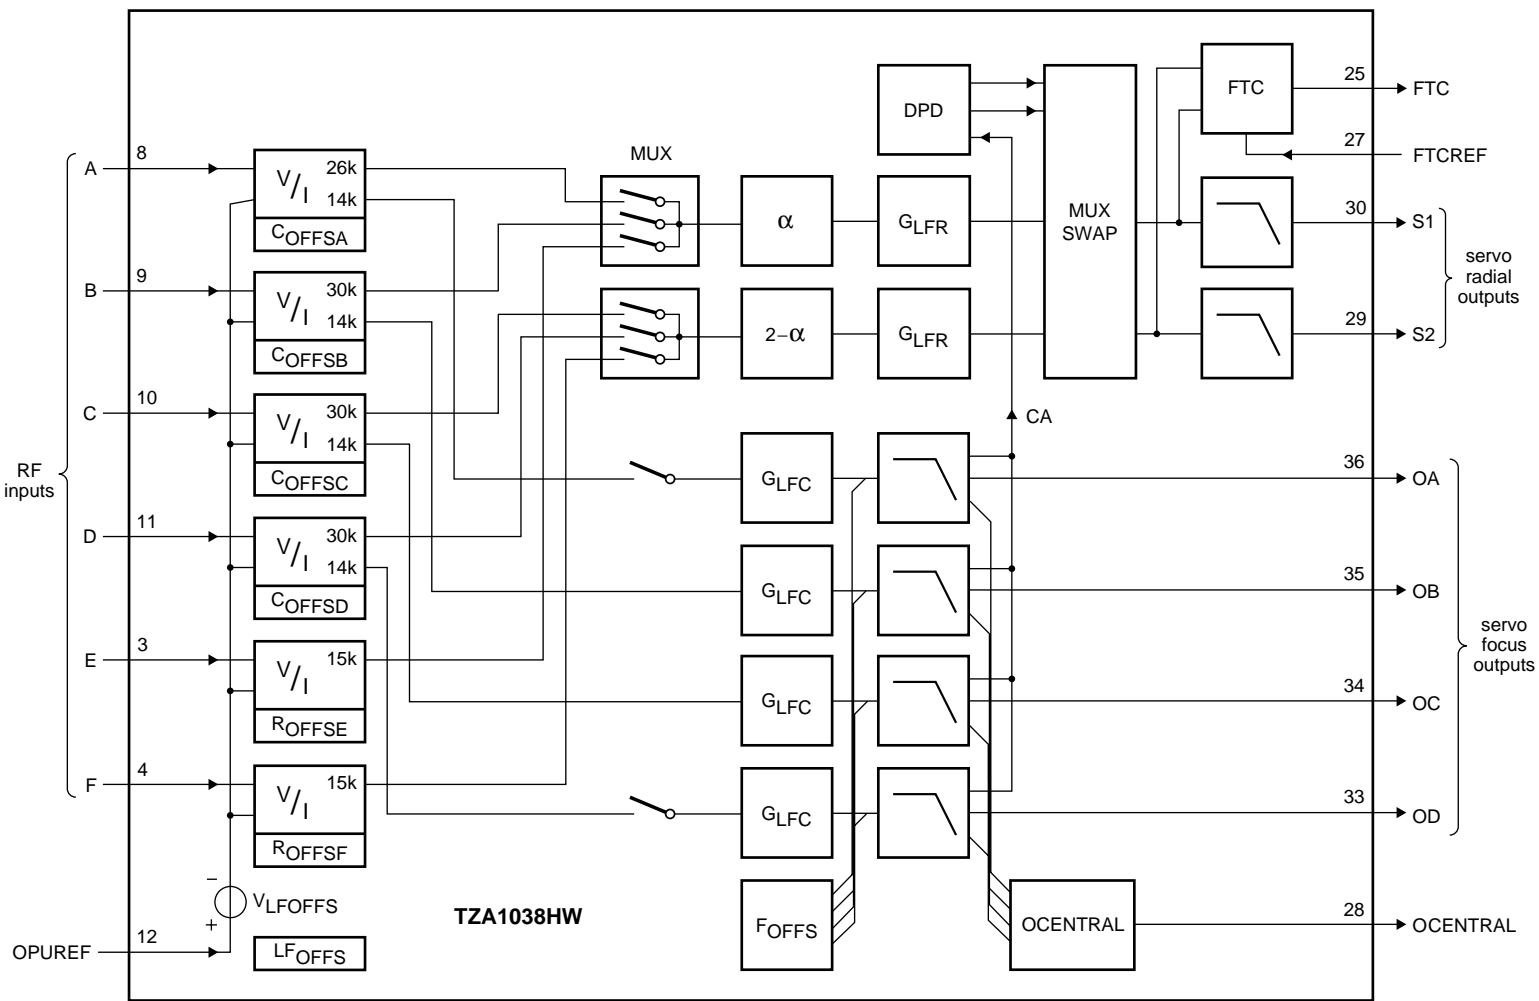 25
FTC
FTC
DPD
27
FTCREF
8
MUX
A
V/I
26k
14k
COFFSA
α
GLFR
MUX
SWAP
30
S1
servo
radial
outputs
9
B
V/I
30k
14k
COFFSB
2−α
GLFR
29
S2
10
C
V/I
30k
14k
COFFSC
CA
RF
inputs
GLFC
36
OA
11
D
V/I
30k
14k
COFFSD
GLFC
35
OB
servo
focus
outputs
3
E
V/I
15k
ROFFSE
GLFC
34
OC
4
F
V/I
15k
ROFFSF
GLFC
33
OD
−
VLFOFFS
+
TZA1038HW
FOFFS
OCENTRAL
28
OCENTRAL
12
OPUREF
LFOFFS